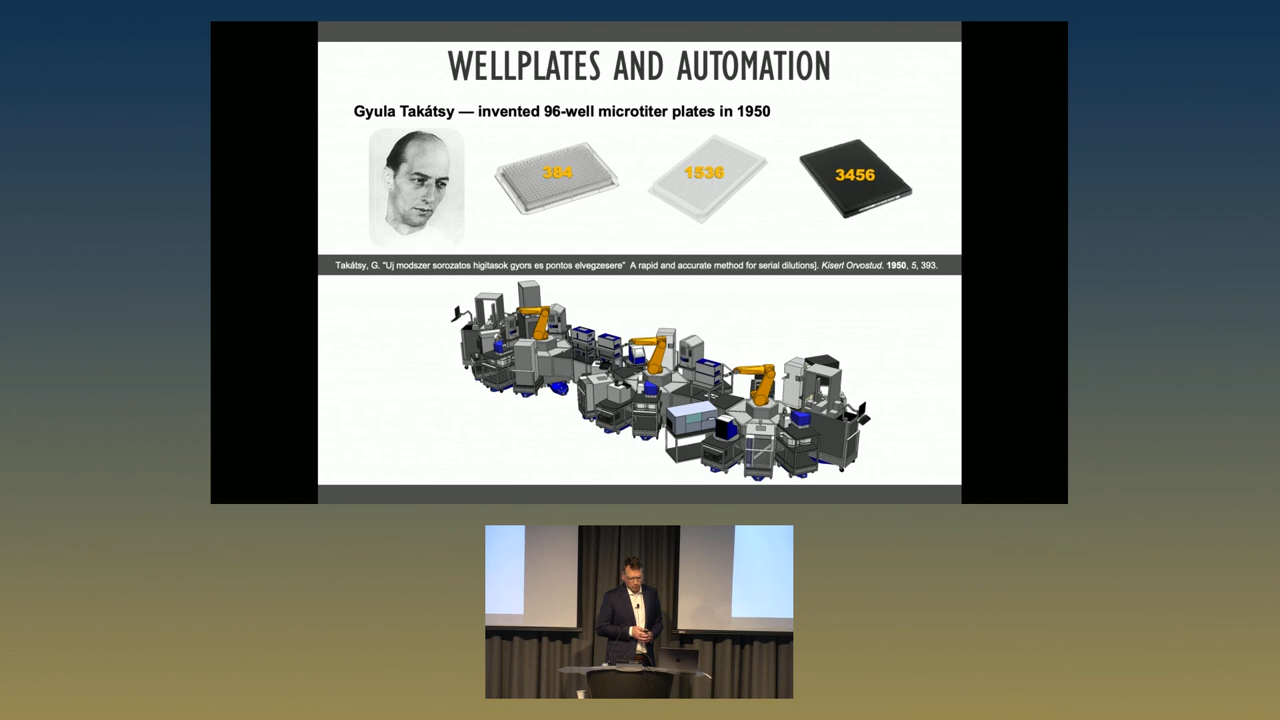 WELLPLATES AND AUTOMATION
Gyula Takátsy — invented 96-well microtiter plates in 1950
384
1536
3456
Takátsy, G. “Uj modszer sorozatos higitasok gyors es pontos elvegzesere” A rapid and accurate method for serial dilutions]. Kiserl Orvostud. 1950, 5, 393.